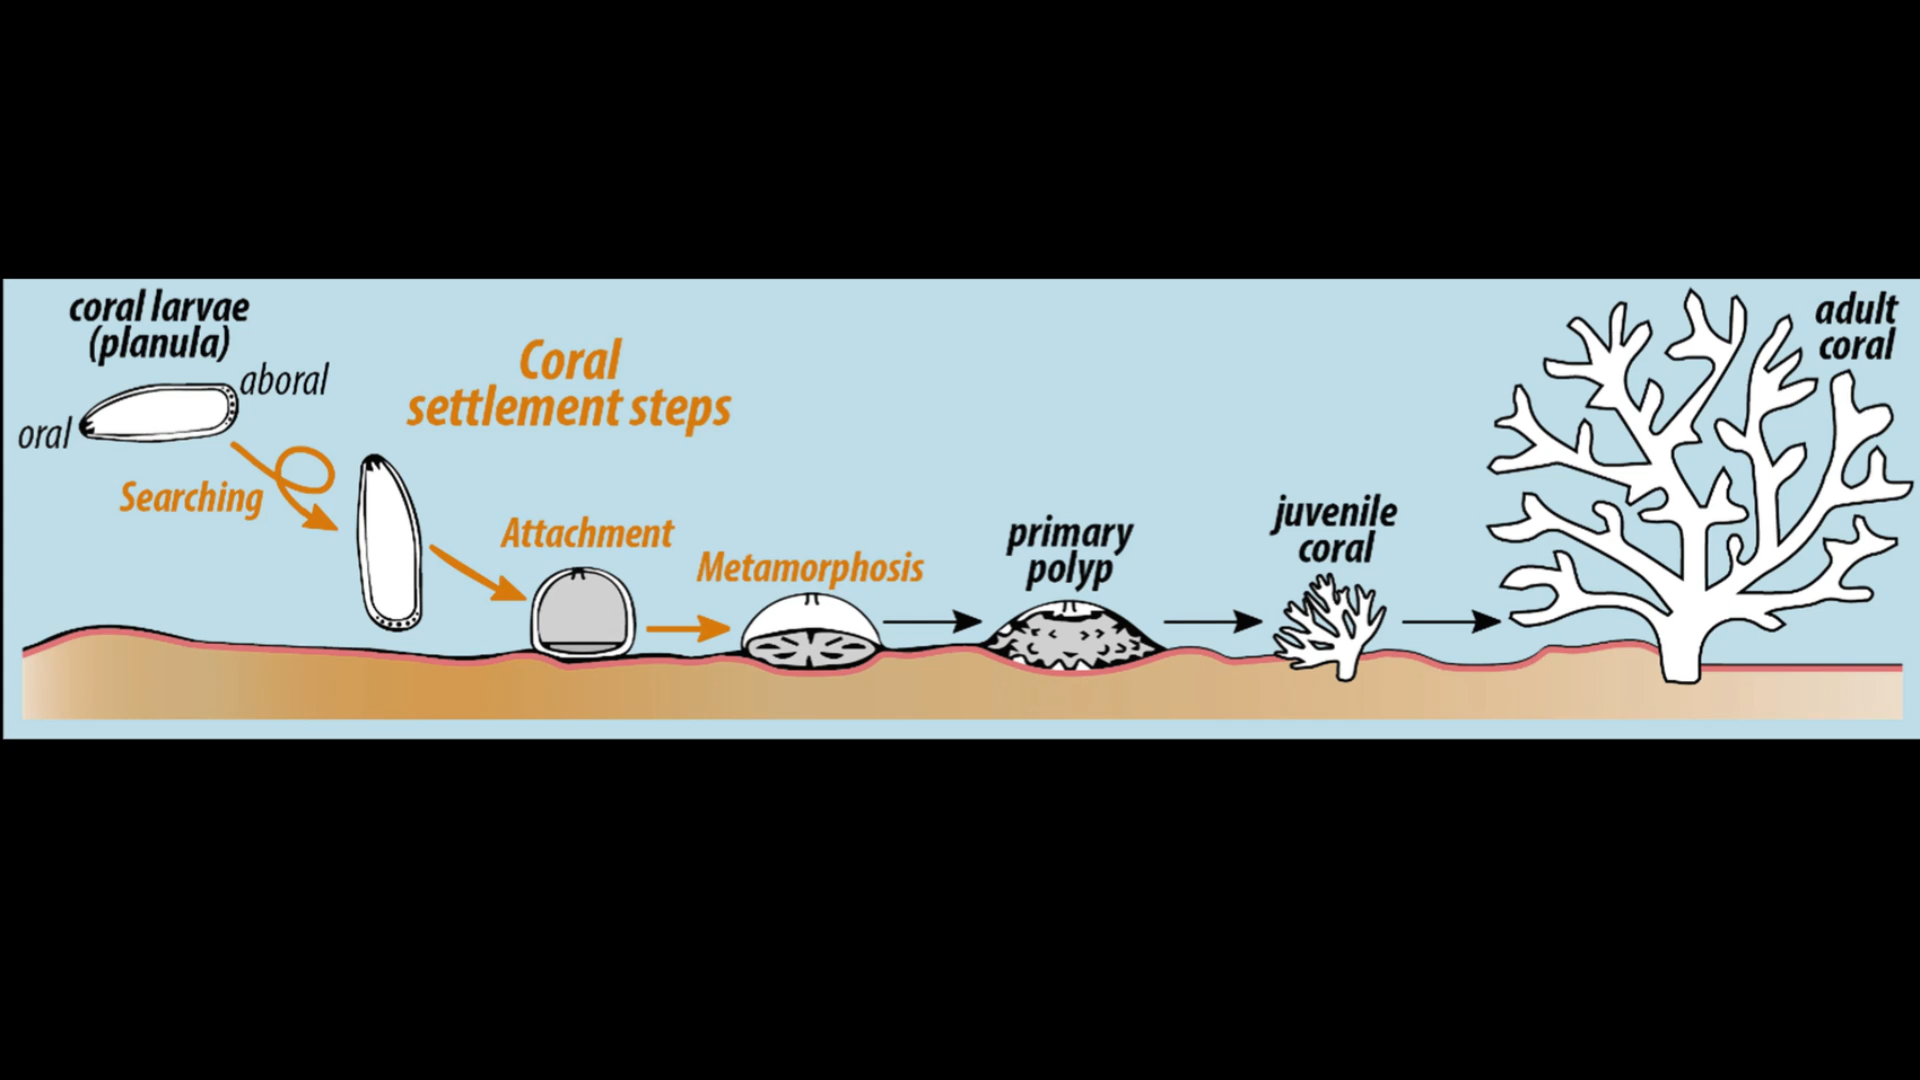 coral larvae
(planula)
aboral
oral
Searching
Coral
settlement steps
Attachment
Metamorphosis
primary
polyp
juvenile
coral
adult
coral